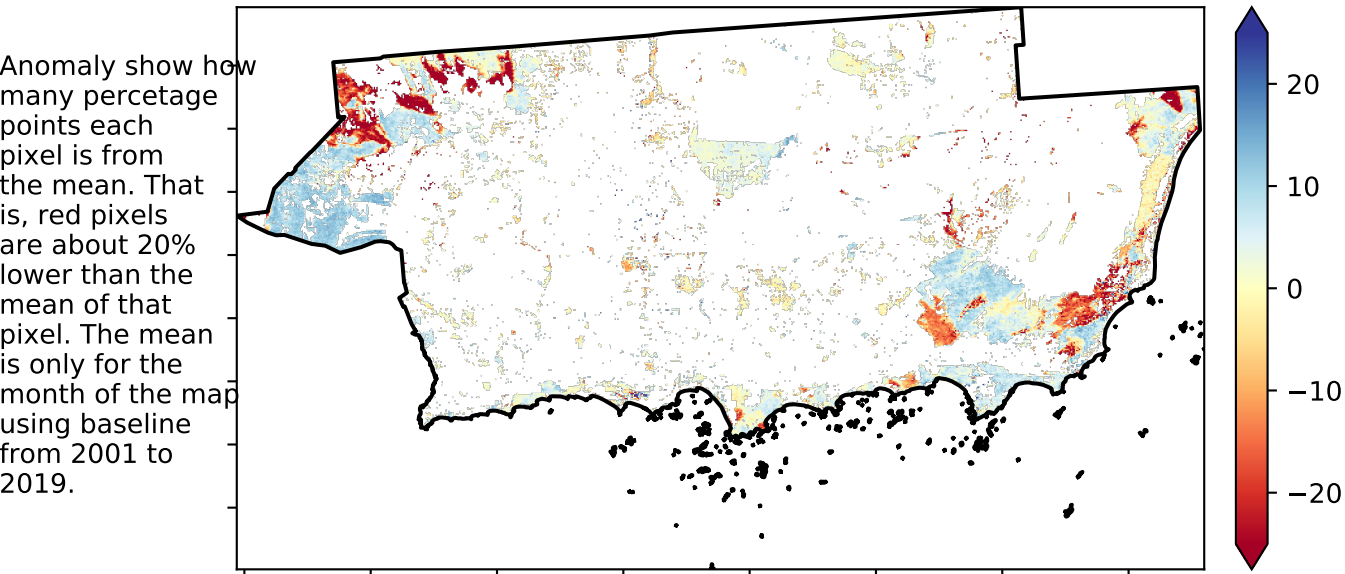 Anomaly show how
many percetage
points each
pixel is from
the mean. That
is, red pixels
are about 20%
lower than the
mean of that
pixel. The mean
is only for the
month of the map
using baseline
from 2001 to
2019.
20
10
0
−10
−20